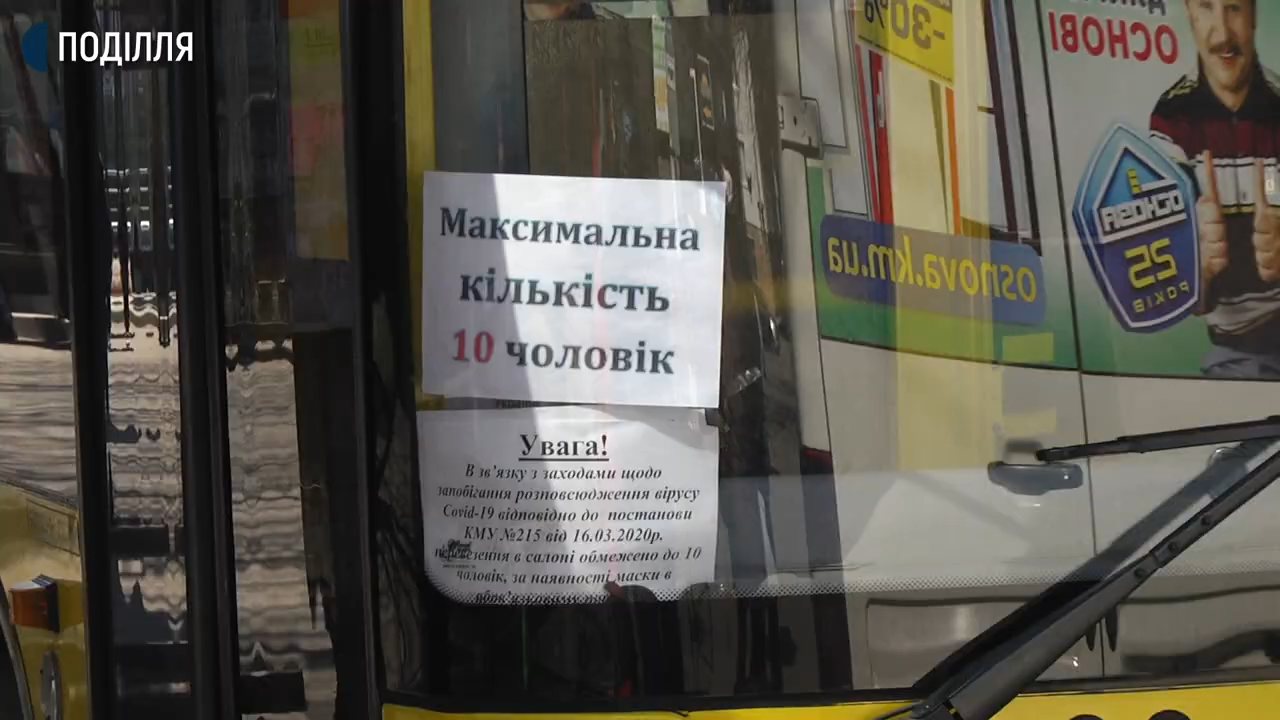 ПОДІЛЛЯ
-30%
ОСНОВІ
Максимальна
кількість
10 чоловік
osnova.km.ua
ОСНОВА
25
РОКІВ
Увага!
В зв'язку з заходами щодо
запобігання розповсюдження вірусу
Covid-19 відповідно до постанови
КМУ №215 від 16.03.2020р.
перевезення в салоні обмежено до 10
чоловік, за наявності маски в